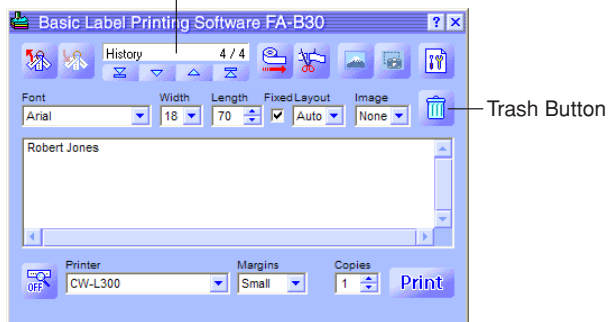 Basic Label Printing Software FA-B30
History 4 / 4
Font Width Length Fixed Layout Image
Arial 18 70 Auto None
Trash Button
Robert Jones
Printer Margins Copies
OFF CW-L300 Small 1 Print